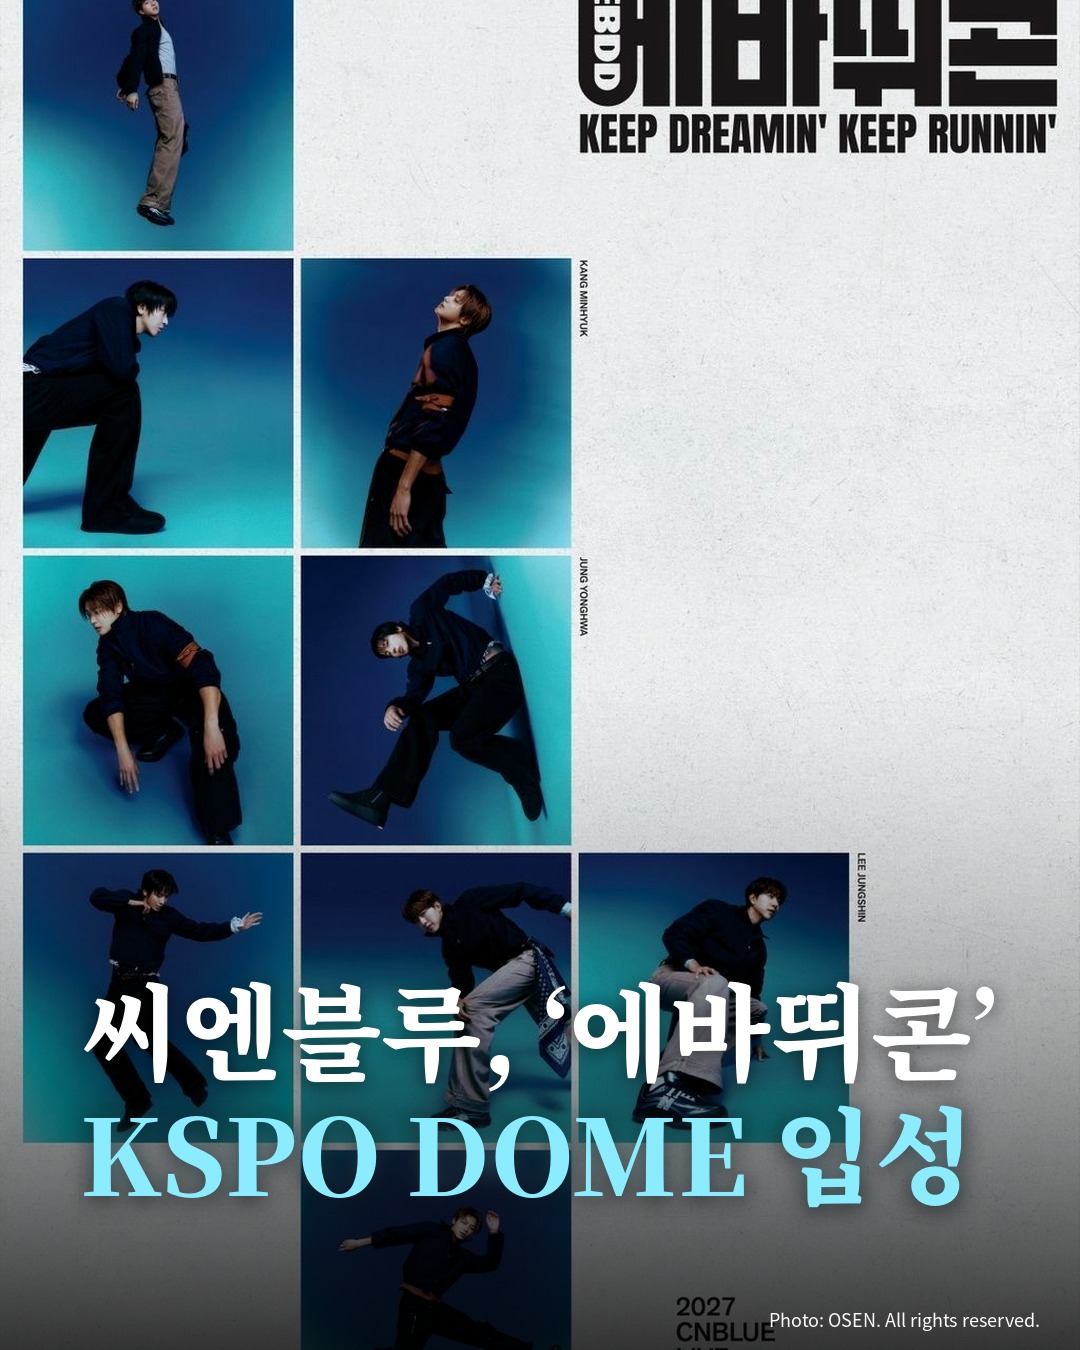 EBDD
에바뛰콘
KEEP DREAMIN' KEEP RUNNIN'
KANG MINHYUK
JUNG YONGHWA
LEE JUNGSHIN
씨엔블루, ‘에바뛰콘’
KSPO DOME 입성
2027
CNBLUE
Photo: OSEN. All rights reserved.